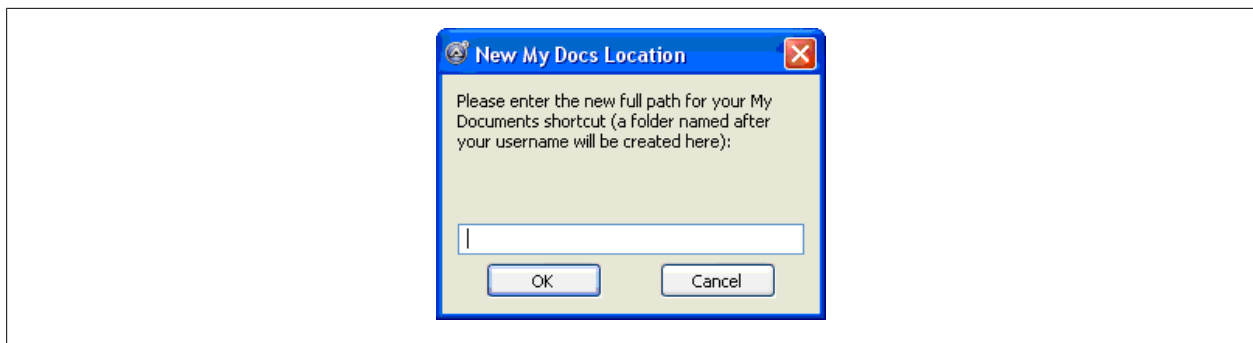 New My Docs Location
Please enter the new full path for your My
Documents shortcut (a folder named after
your username will be created here):
OK
Cancel